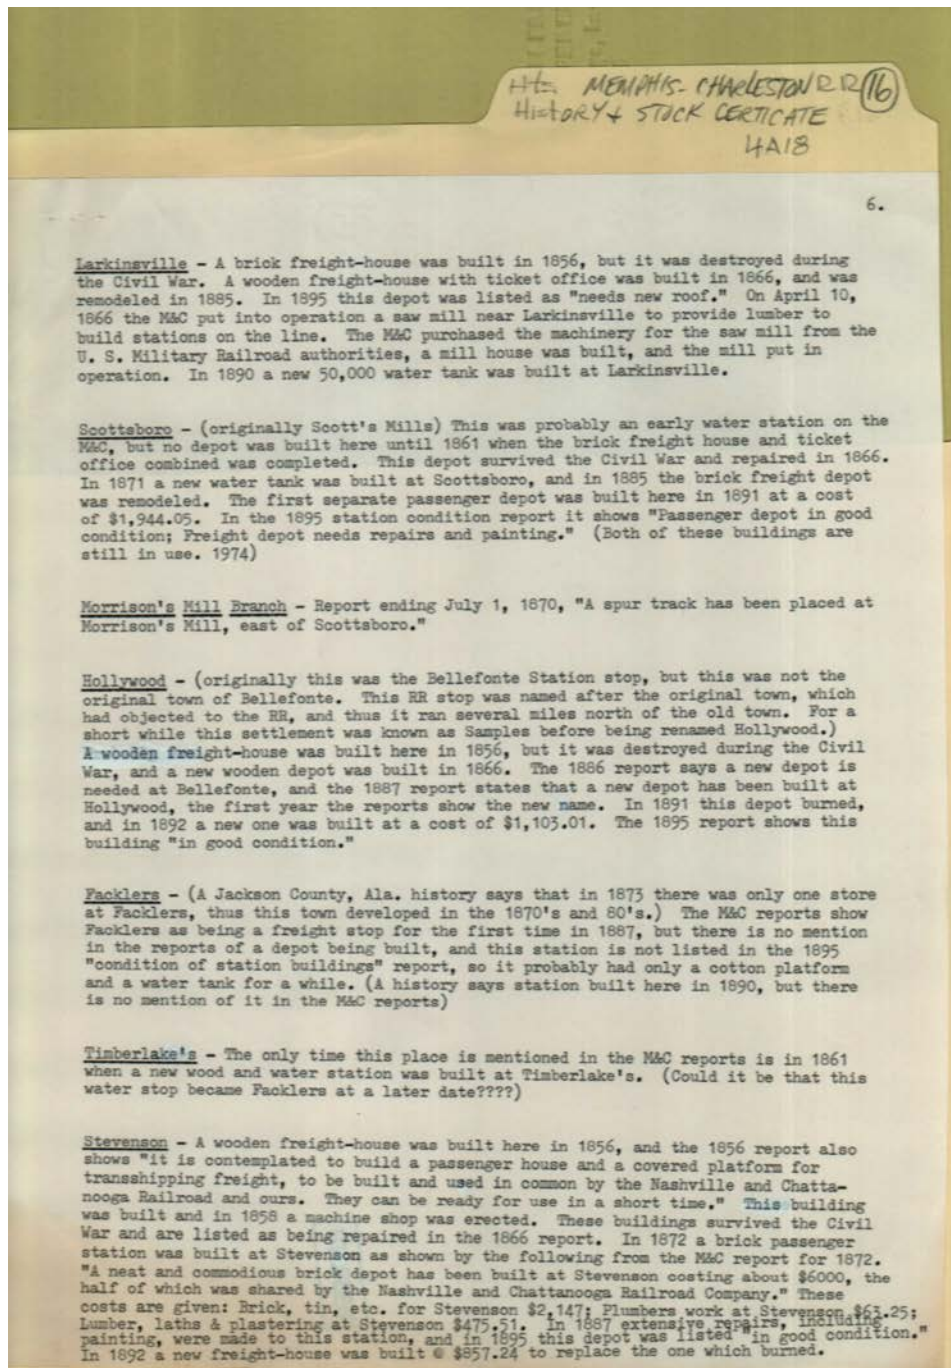 Hts MEMPHIS-CHARLESTON RR 16
HISTORY + STOCK CERTICATE
4A18
6.
Larkinsville - A brick freight-house was built in 1856, but it was destroyed during
the Civil War. A wooden freight-house with ticket office was built in 1866, and was
remodeled in 1885. In 1895 this depot was listed as "needs new roof." On April 10,
1866 the M&C put into operation a saw mill near Larkinsville to provide lumber to
build stations on the line. The M&C purchased the machinery for the saw mill from the
U. S. Military Railroad authorities, a mill house was built, and the mill put in
operation. In 1890 a new 50,000 water tank was built at Larkinsville.
Scottsboro - (originally Scott's Mills) This was probably an early water station on the
M&C, but no depot was built here until 1861 when the brick freight house and ticket
office combined was completed. This depot survived the Civil War and repaired in 1866.
In 1871 a new water tank was built at Scottsboro, and in 1885 the brick freight depot
was remodeled. The first separate passenger depot was built here in 1891 at a cost
of $1,944.05. In the 1895 station condition report it shows "Passenger depot in good
condition; Freight depot needs repairs and painting." (Both of these buildings are
still in use. 1974)
Morrison's Mill Branch - Report ending July 1, 1870, "A spur track has been placed at
Morrison's Mill, east of Scottsboro."
Hollywood - (originally this was the Bellefonte Station stop, but this was not the
original town of Bellefonte. This RR stop was named after the original town, which
had objected to the RR, and thus it ran several miles north of the old town. For a
short while this settlement was known as Samples before being renamed Hollywood.)
A wooden freight-house was built here in 1856, but it was destroyed during the Civil
War, and a new wooden depot was built in 1866. The 1886 report says a new depot is
needed at Bellefonte, and the 1887 report states that a new depot has been built at
Hollywood, the first year the reports show the new name. In 1891 this depot burned,
and in 1892 a new one was built at a cost of $1,103.01. The 1895 report shows this
building "in good condition."
Facklers - (A Jackson County, Ala. history says that in 1873 there was only one store
at Facklers, thus this town developed in the 1870's and 80's.) The M&C reports show
Facklers as being a freight stop for the first time in 1887, but there is no mention
in the reports of a depot being built, and this station is not listed in the 1895
"condition of station buildings" report, so it probably had only a cotton platform
and a water tank for a while. (A history says station built here in 1890, but there
is no mention of it in the M&C reports)
Timberlake's - The only time this place is mentioned in the M&C reports is in 1861
when a new wood and water station was built at Timberlake's. (Could it be that this
water stop became Facklers at a later date????)
Stevenson - A wooden freight-house was built here in 1856, and the 1856 report also
shows "it is contemplated to build a passenger house and a covered platform for
transshipping freight, to be built and used in common by the Nashville and Chatta-
nooga Railroad and ours. They can be ready for use in a short time." This building
was built and in 1858 a machine shop was erected. These buildings survived the Civil
War and are listed as being repaired in the 1866 report. In 1872 a brick passenger
station was built at Stevenson as shown by the following from the M&C report for 1872.
"A neat and commodious brick depot has been built at Stevenson costing about $6000, the
half of which was shared by the Nashville and Chattanooga Railroad Company." These
costs are given: Brick, tin, etc. for Stevenson $2,147; Plumbers work at Stevenson $63.25;
Lumber, laths & plastering at Stevenson $475.51. In 1887 extensive repairs, including
painting, were made to this station, and in 1895 this depot was listed "in good condition."
In 1892 a new freight-house was built @ $857.24 to replace the one which burned.